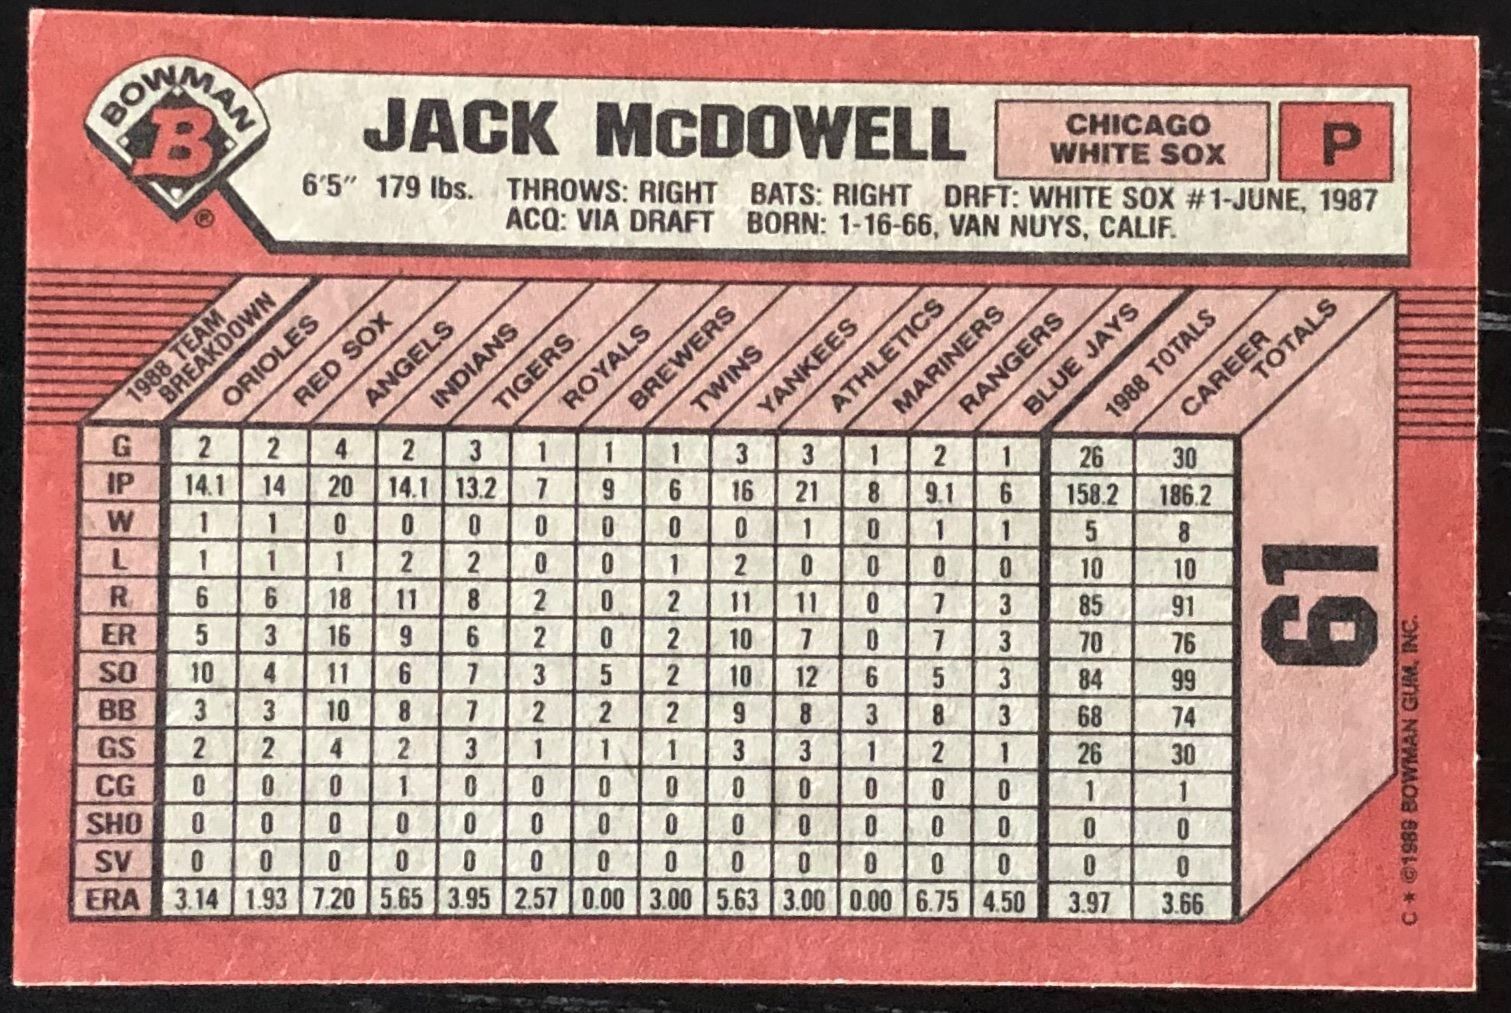 BOWMAN
B
®
JACK McDOWELL
CHICAGO
WHITE SOX
P
6'5" 179 lbs. THROWS: RIGHT BATS: RIGHT DRFT: WHITE SOX #1-JUNE, 1987
ACQ: VIA DRAFT BORN: 1-16-66, VAN NUYS, CALIF.
1988 TEAM BREAKDOWN ORIOLES RED SOX ANGELS INDIANS TIGERS ROYALS BREWERS TWINS YANKEES ATHLETICS MARINERS RANGERS BLUE JAYS 1988 TOTALS CAREER TOTALS
G 2 2 4 2 3 1 1 1 3 3 1 2 1 26 30
IP 14.1 14 20 14.1 13.2 7 9 6 16 21 8 9.1 6 158.2 186.2
W 1 1 0 0 0 0 0 0 0 1 0 1 1 5 8
L 1 1 1 2 2 0 0 1 2 0 0 0 0 10 10
R 6 6 18 11 8 2 0 2 11 11 0 7 3 85 91
ER 5 3 16 9 6 2 0 2 10 7 0 7 3 70 76
SO 10 4 11 6 7 3 5 2 10 12 6 5 3 84 99
BB 3 3 10 8 7 2 2 2 9 8 3 8 3 68 74
GS 2 2 4 2 3 1 1 1 3 3 1 2 1 26 30
CG 0 0 0 1 0 0 0 0 0 0 0 0 0 1 1
SHO 0 0 0 0 0 0 0 0 0 0 0 0 0 0 0
SV 0 0 0 0 0 0 0 0 0 0 0 0 0 0 0
ERA 3.14 1.93 7.20 5.65 3.95 2.57 0.00 3.00 5.63 3.00 0.00 6.75 4.50 3.97 3.66
61
C * ©1989 BOWMAN GUM, INC.